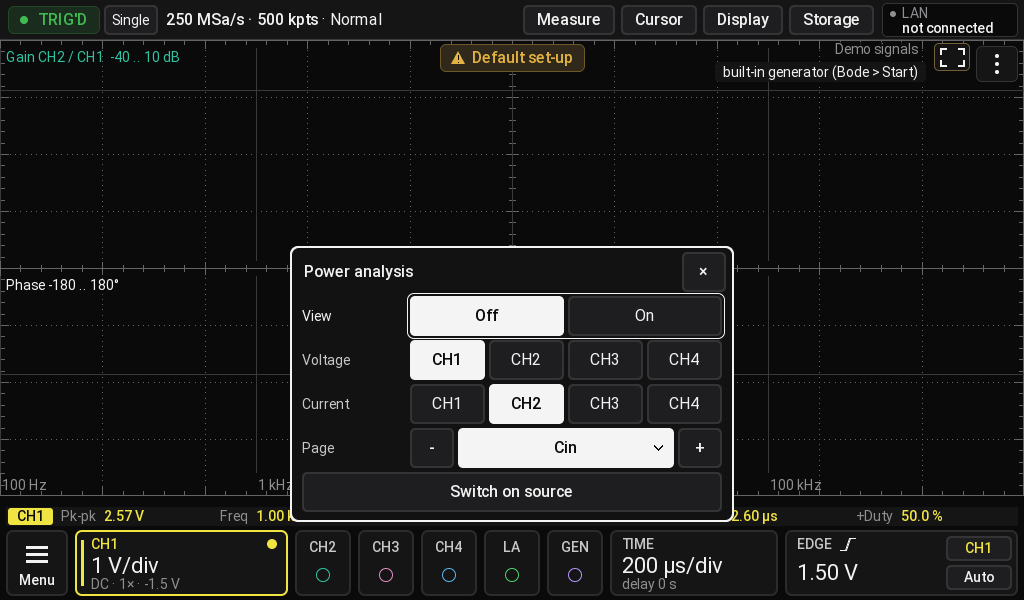 TRIG'D
Single
250 MSa/s · 500 kpts · Normal
Measure
Cursor
Display
Storage
LAN
not connected
Gain CH2 / CH1 -40 .. 10 dB
Default set-up
Demo signals
built-in generator (Bode > Start)
Power analysis
×
Phase -180 .. 180°
View
Off
On
Voltage
CH1
CH2
CH3
CH4
Current
CH1
CH2
CH3
CH4
Page
-
Cin
+
Switch on source
100 Hz
1 kHz
100 kHz
CH1
Pk-pk 2.57 V
Freq 1.00
2.60 µs
+Duty 50.0 %
Menu
CH1
1 V/div
DC · 1× · -1.5 V
CH2
CH3
CH4
LA
GEN
TIME
200 µs/div
delay 0 s
EDGE
1.50 V
CH1
Auto